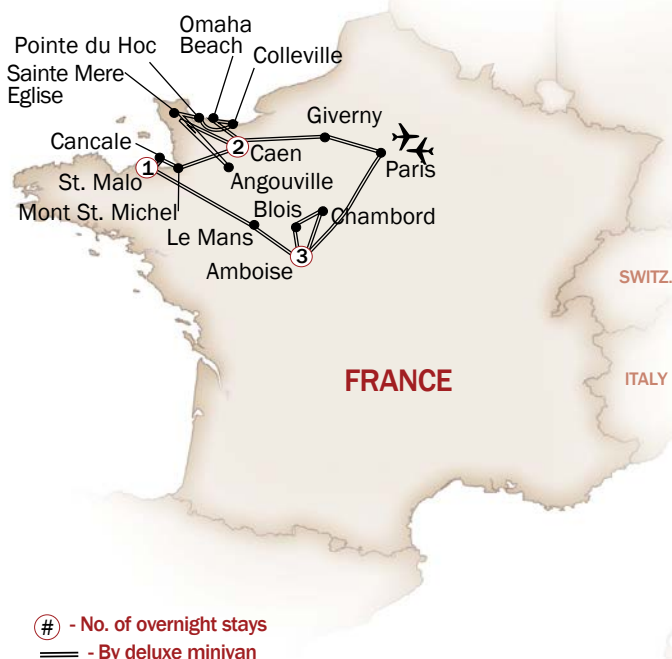 Omaha
Beach
Pointe du Hoc
Colleville
Sainte Mere
Eglise
Giverny
Cancale
2
Caen
Paris
1
St. Malo
Angouville
Mont St. Michel
Blois
Chambord
Le Mans
3
Amboise
SWITZ.
FRANCE
ITALY
# - No. of overnight stays
- By deluxe minivan